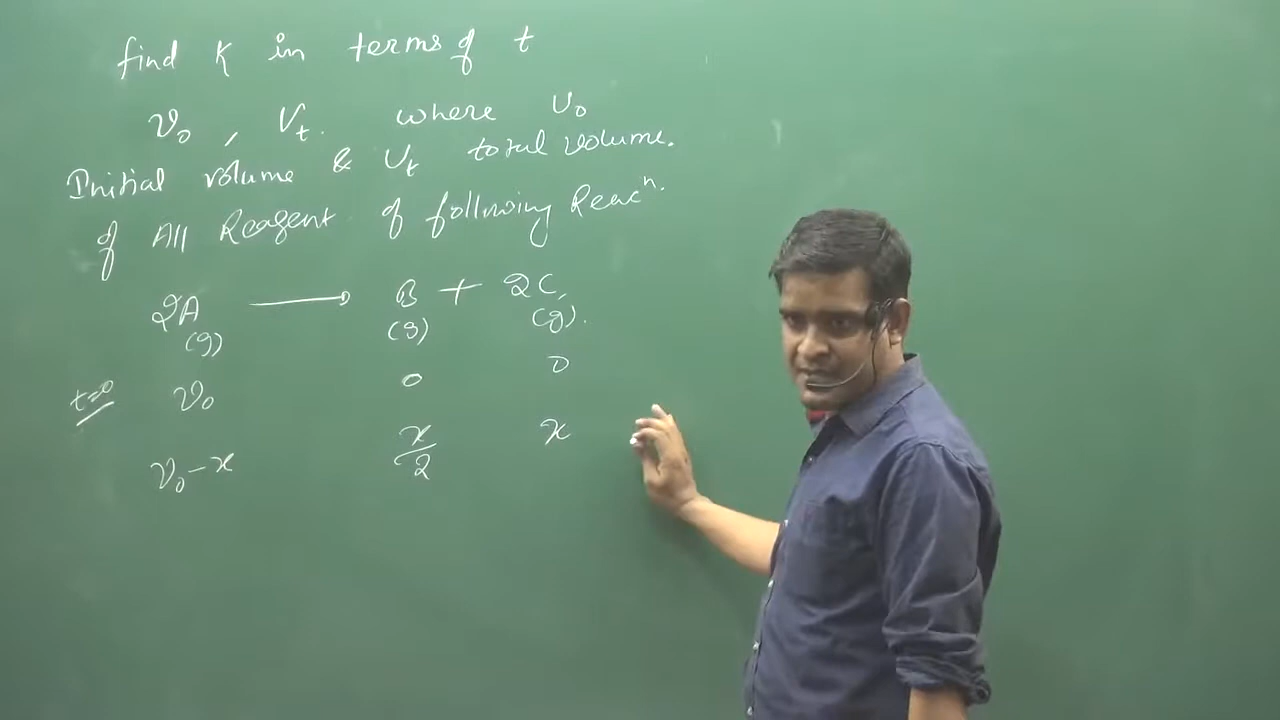 find K in terms of t
V₀ , Vₜ. where V₀
Initial volume & Vₜ total volume.
of All Reagent of following Reacⁿ.
2A (g) ⟶ B (g) + 2C (g).
t=0 V₀ 0 0
V₀-x x/2 x